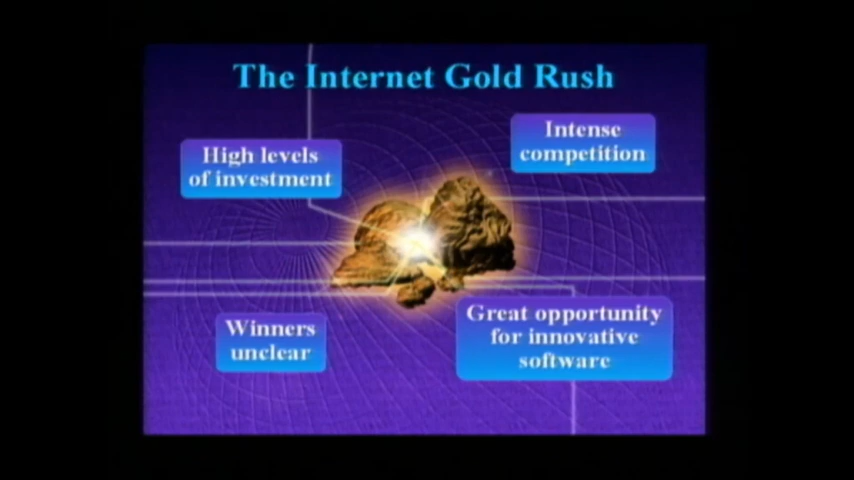 The Internet Gold Rush
High levels
of investment
Intense
competition
Winners
unclear
Great opportunity
for innovative
software